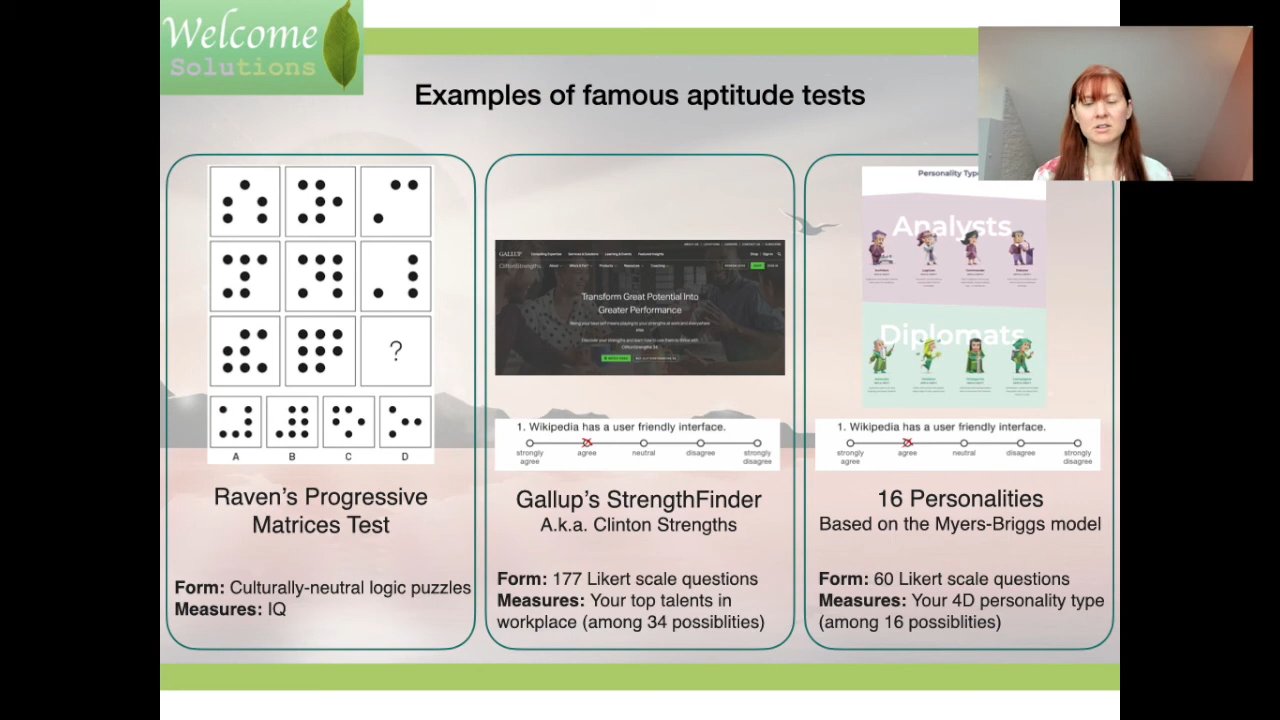 Welcome
Solutions
Examples of famous aptitude tests
?
A B C D
Raven's Progressive
Matrices Test
Form: Culturally-neutral logic puzzles
Measures: IQ
GALLUP
CliftonStrengths
Transform Great Potential Into
Greater Performance
1. Wikipedia has a user friendly interface.
strongly agree agree neutral disagree strongly disagree
Gallup's StrengthFinder
A.k.a. Clinton Strengths
Form: 177 Likert scale questions
Measures: Your top talents in
workplace (among 34 possiblities)
Personality Typ
Analysts
Diplomats
1. Wikipedia has a user friendly interface.
strongly agree agree neutral disagree strongly disagree
16 Personalities
Based on the Myers-Briggs model
Form: 60 Likert scale questions
Measures: Your 4D personality type
(among 16 possiblities)